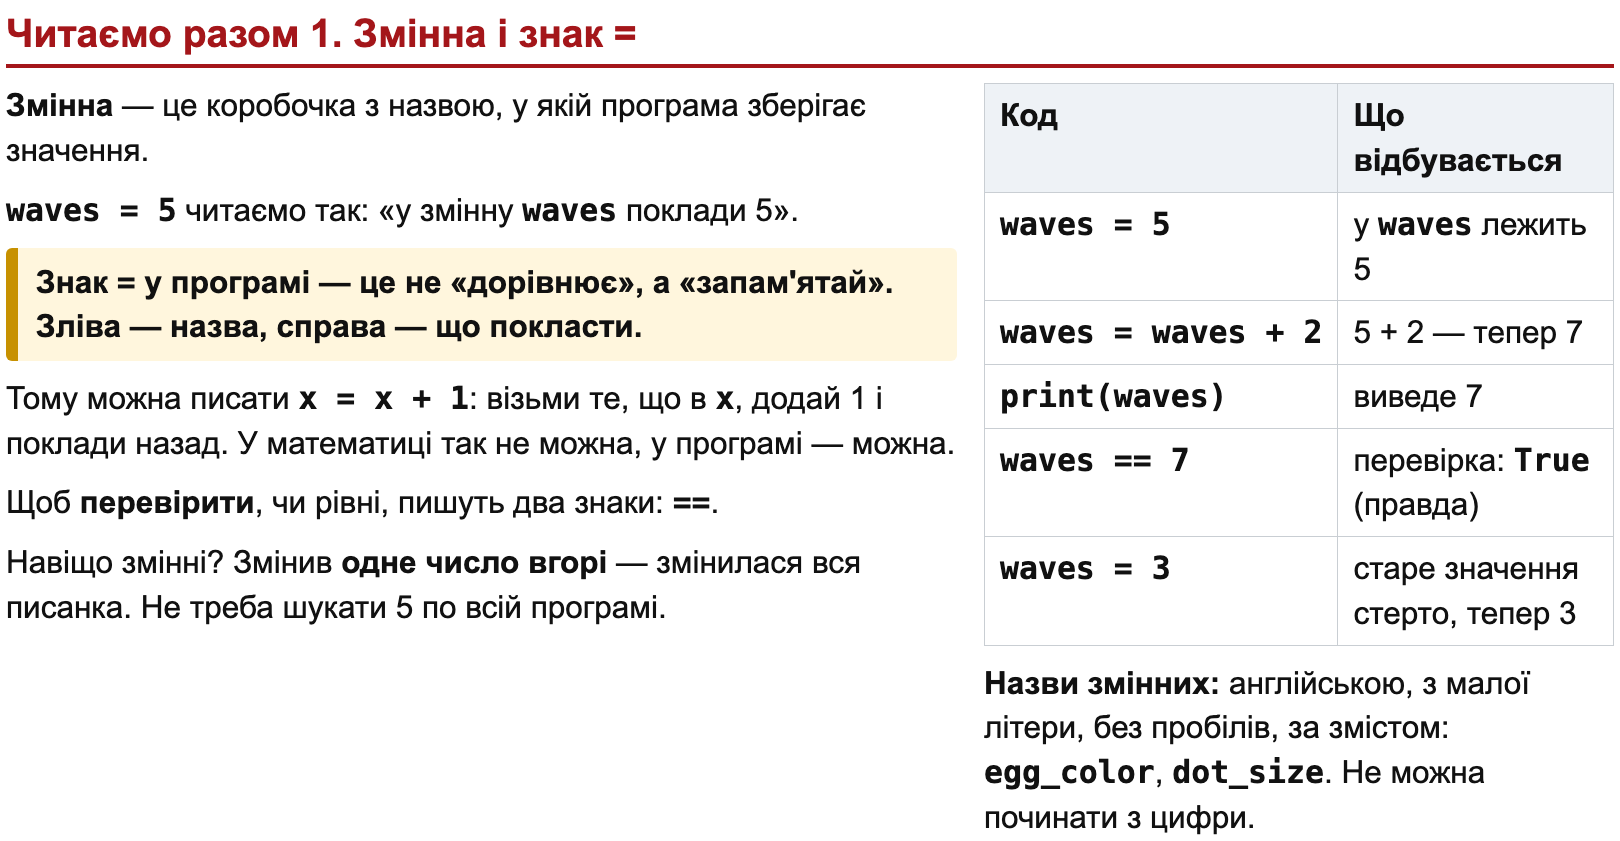 Читаємо разом 1. Змінна і знак =
Змінна — це коробочка з назвою, у якій програма зберігає
значення.
waves = 5 читаємо так: «у змінну waves поклади 5».
Знак = у програмі — це не «дорівнює», а «запам'ятай».
Зліва — назва, справа — що покласти.
Тому можна писати x = x + 1: візьми те, що в x, додай 1 і
поклади назад. У математиці так не можна, у програмі — можна.
Щоб перевірити, чи рівні, пишуть два знаки: ==.
Навіщо змінні? Змінив одне число вгорі — змінилася вся
писанка. Не треба шукати 5 по всій програмі.
Код
Що
відбувається
waves = 5
у waves лежить
5
waves = waves + 2
5 + 2 — тепер 7
print(waves)
виведе 7
waves == 7
перевірка: True
(правда)
waves = 3
старе значення
стерто, тепер 3
Назви змінних: англійською, з малої
літери, без пробілів, за змістом:
egg_color, dot_size. Не можна
починати з цифри.